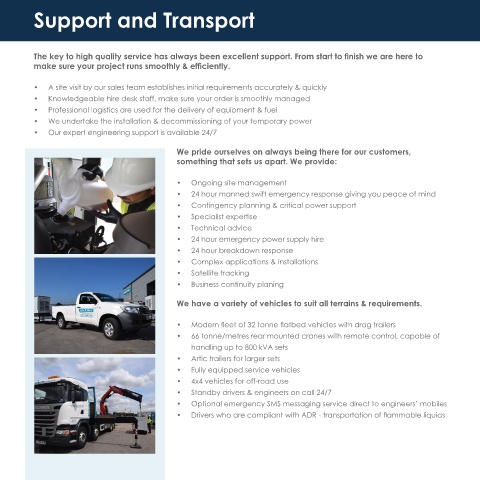 Support and Transport
The key to high quality service has always been excellent support. From start to finish we are here to
make sure your project runs smoothly & efficiently.
• A site visit by our sales team establishes initial requirements accurately & quickly
• Knowledgeable hire desk staff, make sure your order is smoothly managed
• Professional logistics are used for the delivery of equipment & fuel
• We undertake the installation & decommissioning of your temporary power
• Our expert engineering support is available 24/7
We pride ourselves on always being there for our customers,
something that sets us apart. We provide:
• Ongoing site management
• 24 hour manned swift emergency response giving you peace of mind
• Contingency planning & critical power support
• Specialist expertise
• Technical advice
• 24 hour emergency power supply hire
• 24 hour breakdown response
• Complex applications & installations
• Satellite tracking
• Business continuity planing
We have a variety of vehicles to suit all terrains & requirements.
• Modern fleet of 32 tonne flatbed vehicles with drag trailers
• 66 tonne/metres rear mounted cranes with remote control, capable of
handling up to 800 kVA sets
• Artic trailers for larger sets
• Fully equipped service vehicles
• 4x4 vehicles for off-road use
• Standby drivers & engineers on call 24/7
• Optional emergency SMS messaging service direct to engineers' mobiles
• Drivers who are compliant with ADR - transportation of flammable liquids